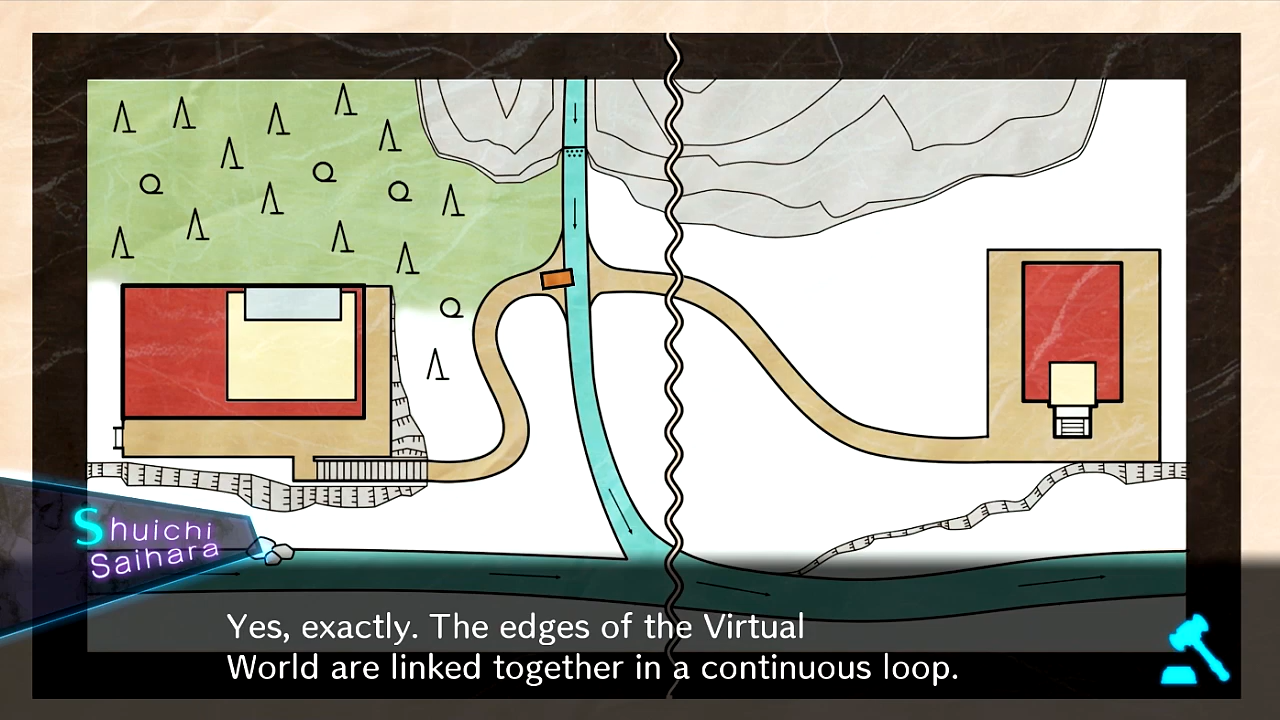 Shuichi
Saihara
Yes, exactly. The edges of the Virtual
World are linked together in a continuous loop.